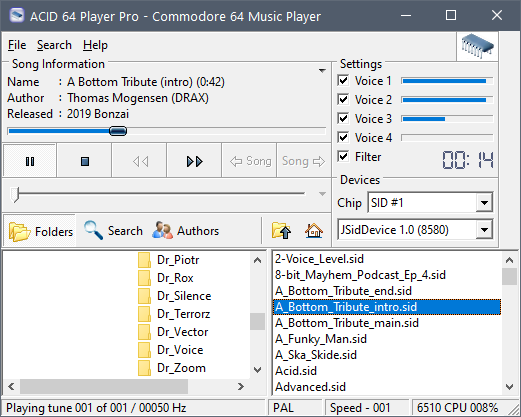 ACID 64 Player Pro - Commodore 64 Music Player
File Search Help
Song Information
Name : A Bottom Tribute (intro) (0:42)
Author : Thomas Mogensen (DRAX)
Released : 2019 Bonzai
Song Song
Settings
Voice 1
Voice 2
Voice 3
Voice 4
Filter
00:14
Devices
Chip SID #1
JSidDevice 1.0 (8580)
Folders Search Authors
Dr_Piotr
Dr_Rox
Dr_Silence
Dr_Terrorz
Dr_Vector
Dr_Voice
Dr_Zoom
2-Voice_Level.sid
8-bit_Mayhem_Podcast_Ep_4.sid
A_Bottom_Tribute_end.sid
A_Bottom_Tribute_intro.sid
A_Bottom_Tribute_main.sid
A_Funky_Man.sid
A_Ska_Skide.sid
Acid.sid
Advanced.sid
Playing tune 001 of 001 / 00050 Hz PAL Speed - 001 6510 CPU 008%